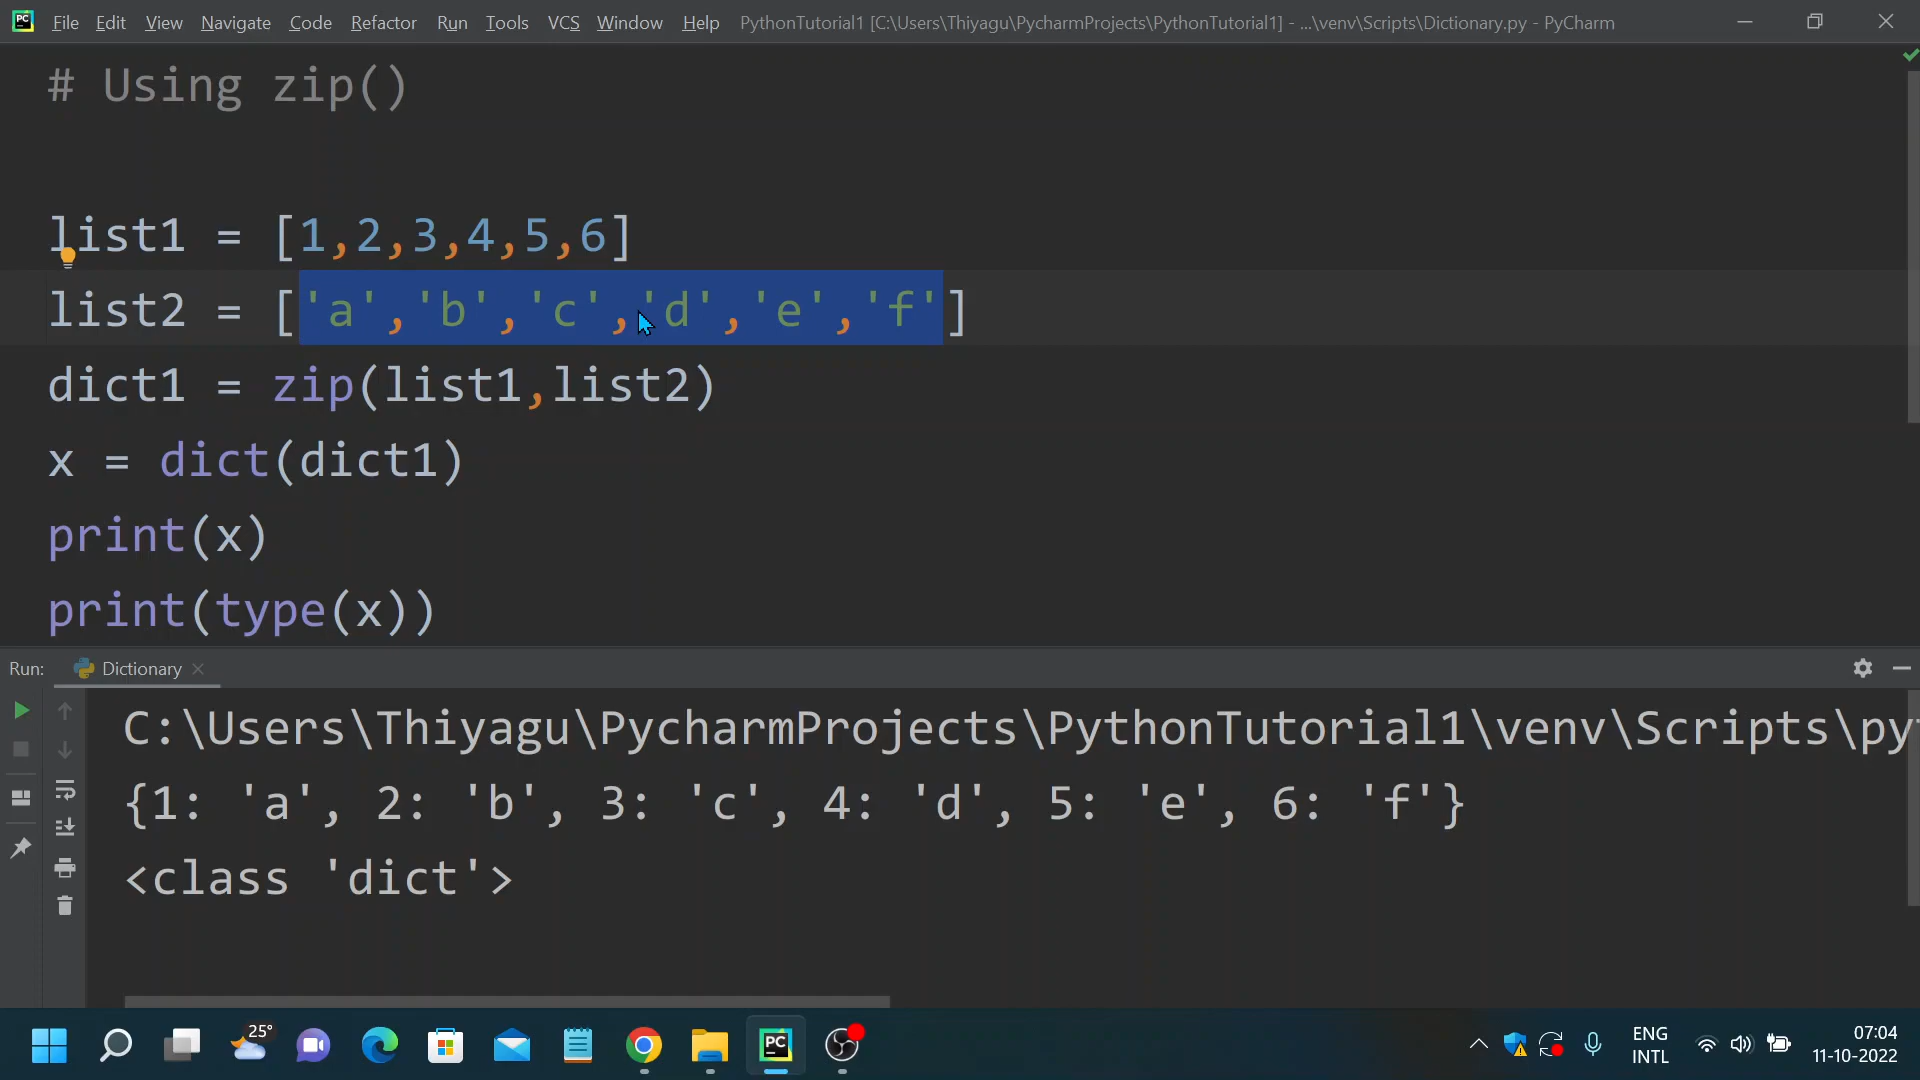 File Edit View Navigate Code Refactor Run Tools VCS Window Help PythonTutorial1 [C:\Users\Thiyagu\PycharmProjects\PythonTutorial1] - ...\venv\Scripts\Dictionary.py - PyCharm
# Using zip()
list1 = [1,2,3,4,5,6]
list2 = ['a','b','c','d','e','f']
dict1 = zip(list1,list2)
x = dict(dict1)
print(x)
print(type(x))
Run: Dictionary
C:\Users\Thiyagu\PycharmProjects\PythonTutorial1\venv\Scripts\py
{1: 'a', 2: 'b', 3: 'c', 4: 'd', 5: 'e', 6: 'f'}
<class 'dict'>
25°
PC
ENG
INTL
07:04
11-10-2022